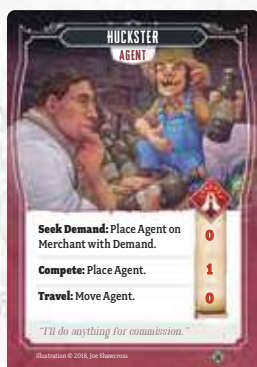 HUCKSTER
AGENT
Seek Demand: Place Agent on
Merchant with Demand.
0
Compete: Place Agent.
1
Travel: Move Agent.
0
"I'll do anything for commission."
Illustration © 2018, Joe Shawcross